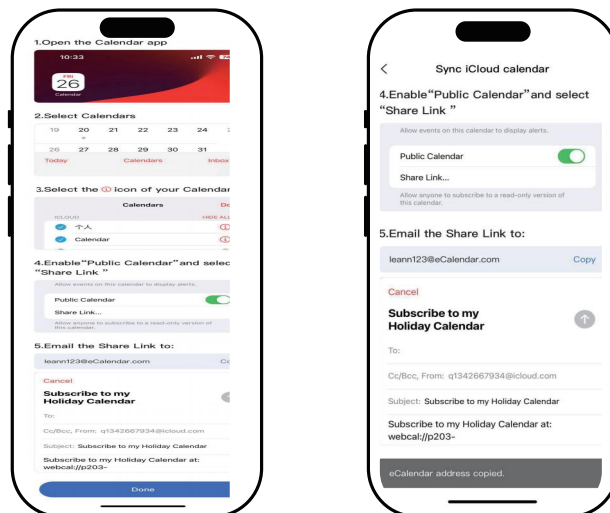 1.Open the Calendar app
10:33
FRI
26
Calendar
2.Select Calendars
19 20 21 22 23 24
26 27 28 29 30 31
Today Calendars Inbox
3.Select the ⓘ icon of your Calendar
Calendars
ICLOUD HIDE ALL
个人
Calendar
4.Enable“Public Calendar”and selec
“Share Link ”
Allow events on this calendar to display alerts.
Public Calendar
Share Link...
Allow anyone to subscribe to a read-only version of
this calendar.
5.Email the Share Link to:
leann123@eCalendar.com
Cancel
Subscribe to my
Holiday Calendar
To:
Cc/Bcc, From: q1342667934@icloud.com
Subject: Subscribe to my Holiday Calendar
Subscribe to my Holiday Calendar at:
webcal://p203-
Done
Sync iCloud calendar
4.Enable“Public Calendar”and select
“Share Link ”
Allow events on this calendar to display alerts.
Public Calendar
Share Link...
Allow anyone to subscribe to a read-only version of
this calendar.
5.Email the Share Link to:
leann123@eCalendar.com Copy
Cancel
Subscribe to my
Holiday Calendar
To:
Cc/Bcc, From: q1342667934@icloud.com
Subject: Subscribe to my Holiday Calendar
Subscribe to my Holiday Calendar at:
webcal://p203-
eCalendar address copied.